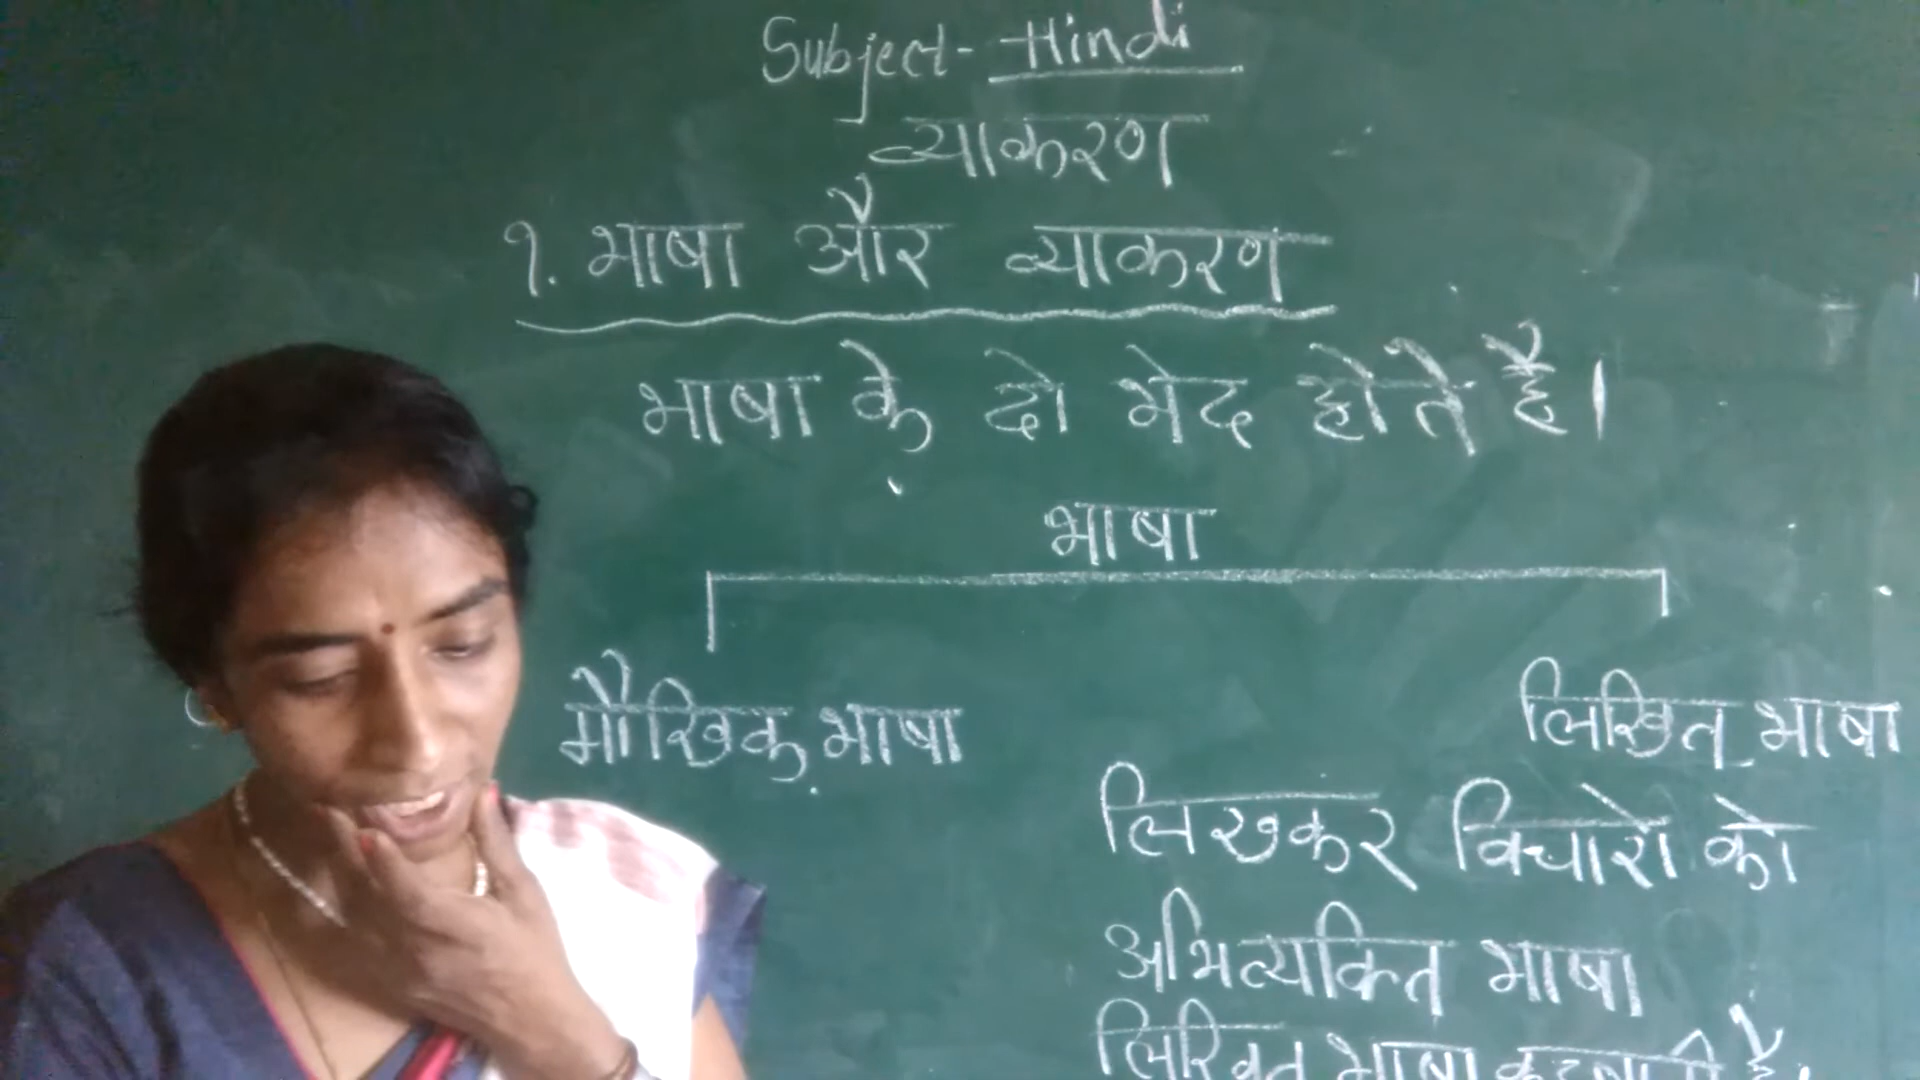 Subject- Hindi
व्याकरण
१. भाषा और व्याकरण
भाषा के दो भेद होते है।
भाषा
मौखिक भाषा
लिखित भाषा
लिखकर विचारो को
अभिव्यक्ति भाषा
लिखित भाषा कहलाती है।